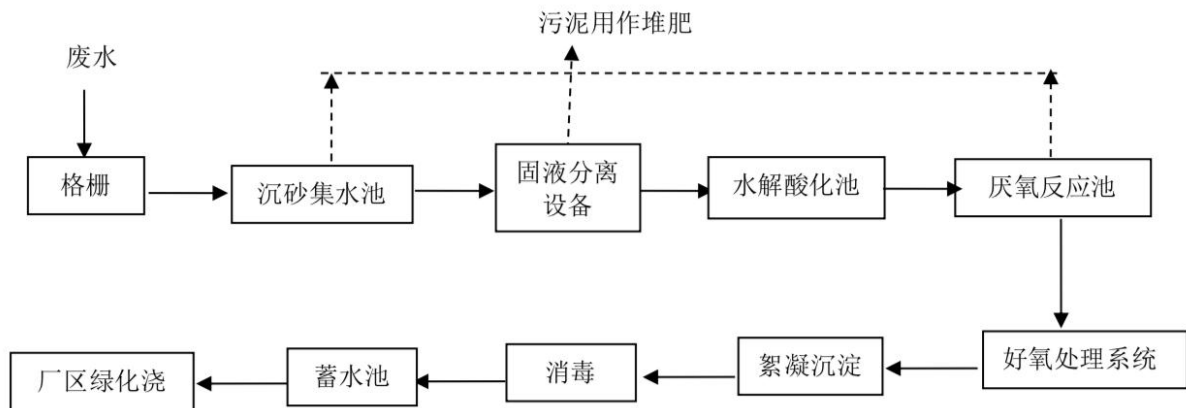 污泥用作堆肥
废水
格栅
沉砂集水池
固液分离
设备
水解酸化池
厌氧反应池
好氧处理系统
絮凝沉淀
消毒
蓄水池
厂区绿化浇